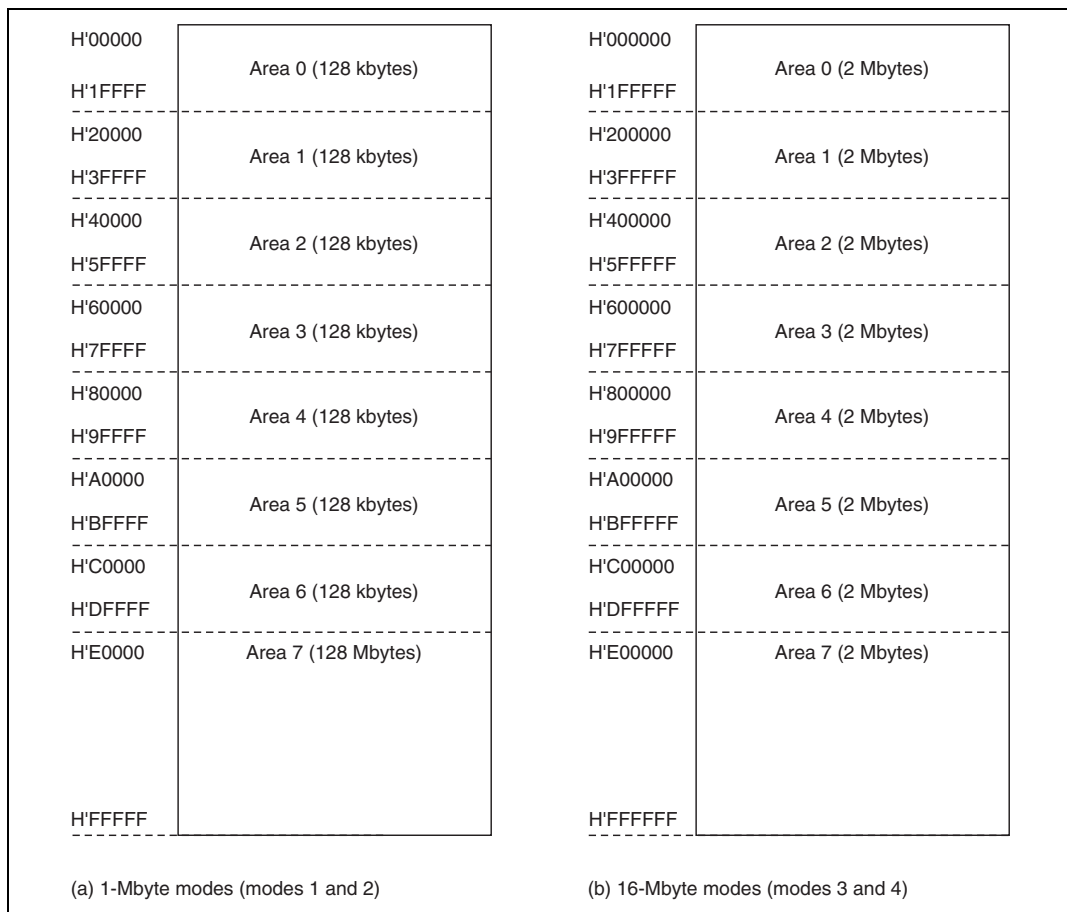 H'00000
Area 0 (128 kbytes)
H'1FFFF
H'20000
Area 1 (128 kbytes)
H'3FFFF
H'40000
Area 2 (128 kbytes)
H'5FFFF
H'60000
Area 3 (128 kbytes)
H'7FFFF
H'80000
Area 4 (128 kbytes)
H'9FFFF
H'A0000
Area 5 (128 kbytes)
H'BFFFF
H'C0000
Area 6 (128 kbytes)
H'DFFFF
H'E0000
Area 7 (128 Mbytes)
H'FFFFF
(a) 1-Mbyte modes (modes 1 and 2)
H'000000
Area 0 (2 Mbytes)
H'1FFFFF
H'200000
Area 1 (2 Mbytes)
H'3FFFFF
H'400000
Area 2 (2 Mbytes)
H'5FFFFF
H'600000
Area 3 (2 Mbytes)
H'7FFFFF
H'800000
Area 4 (2 Mbytes)
H'9FFFFF
H'A00000
Area 5 (2 Mbytes)
H'BFFFFF
H'C00000
Area 6 (2 Mbytes)
H'DFFFFF
H'E00000
Area 7 (2 Mbytes)
H'FFFFFF
(b) 16-Mbyte modes (modes 3 and 4)